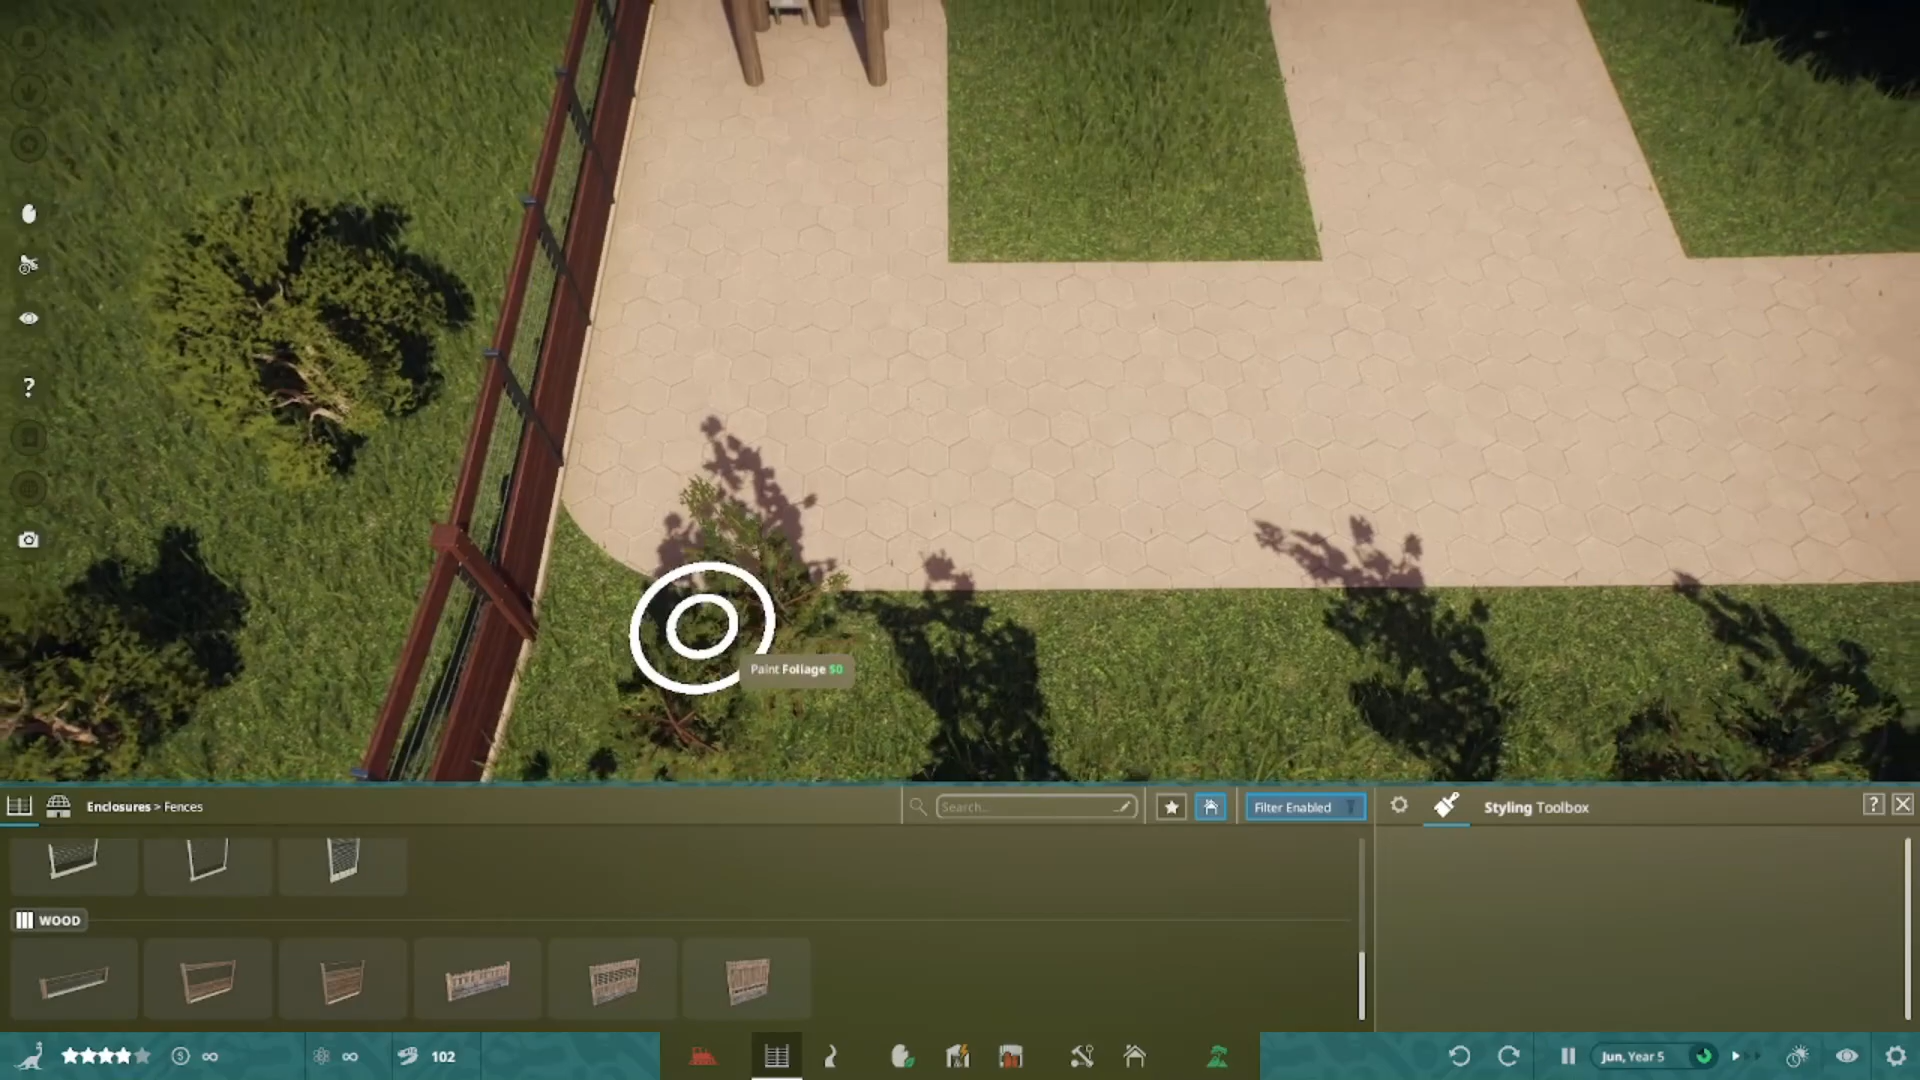 ?
Paint Foliage $0
Enclosures > Fences
Search...
Filter Enabled
Styling Toolbox
?
WOOD
102
Jun, Year 5